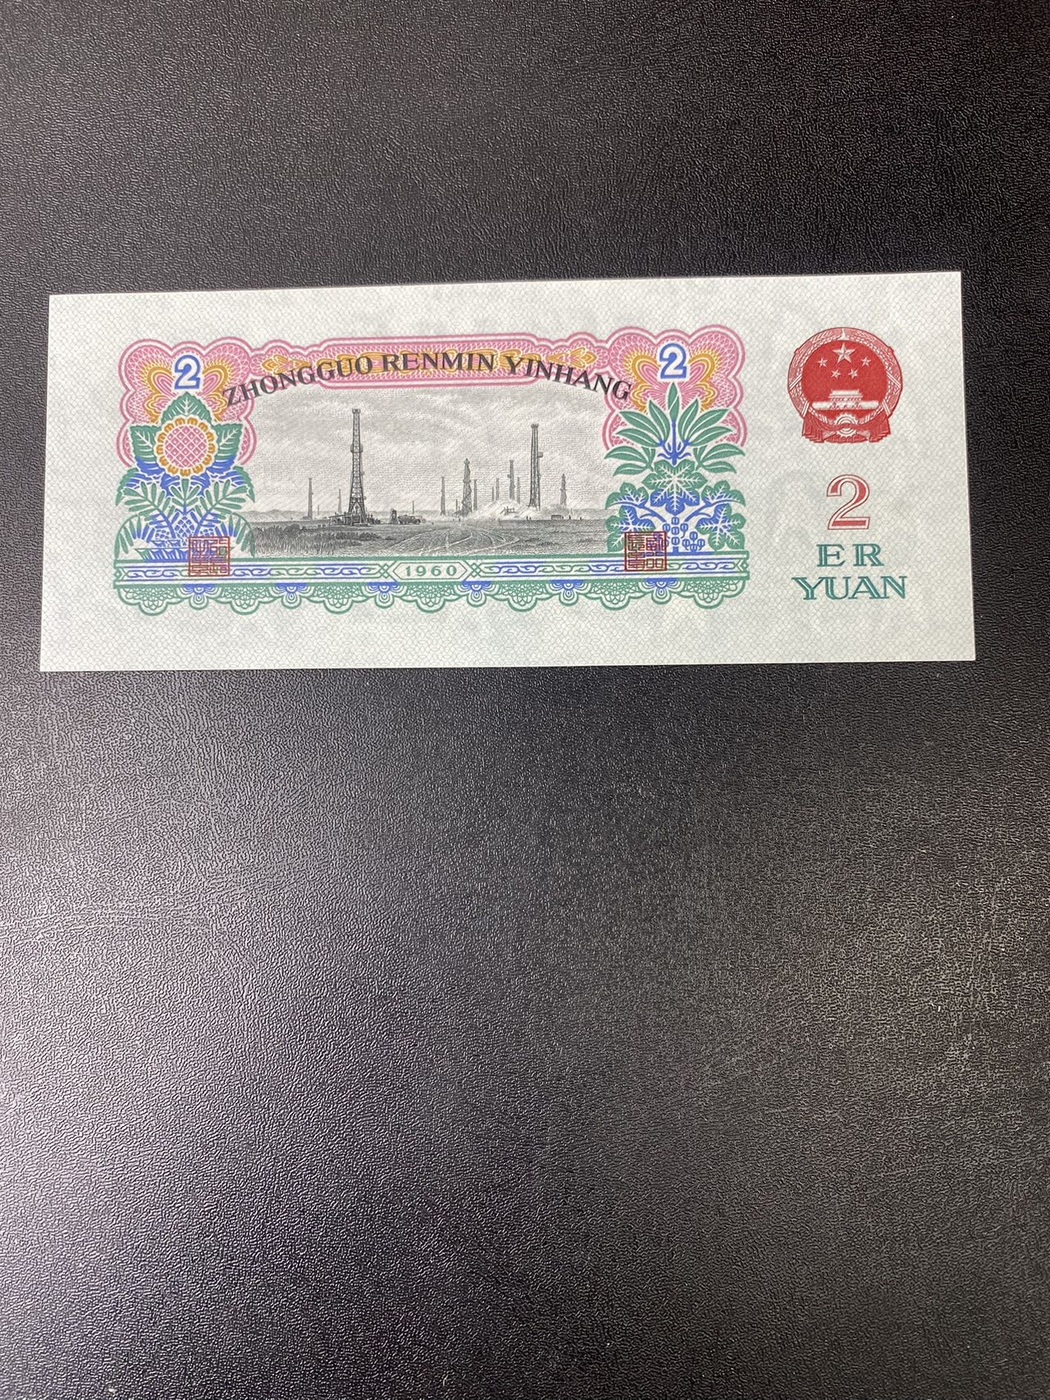 2
ZHONGGUO RENMIN YINHANG
2
1960
2
ER
YUAN